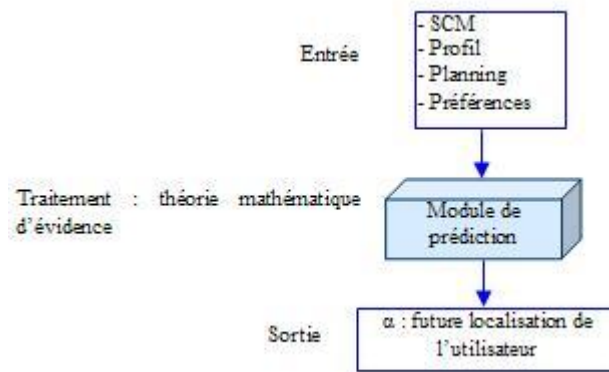 Entrée
- SCM
- Profil
- Planning
- Préférences
Traitement : théorie mathématique
d'évidence
Module de
prédiction
Sortie
α : future localisation de
l'utilisateur